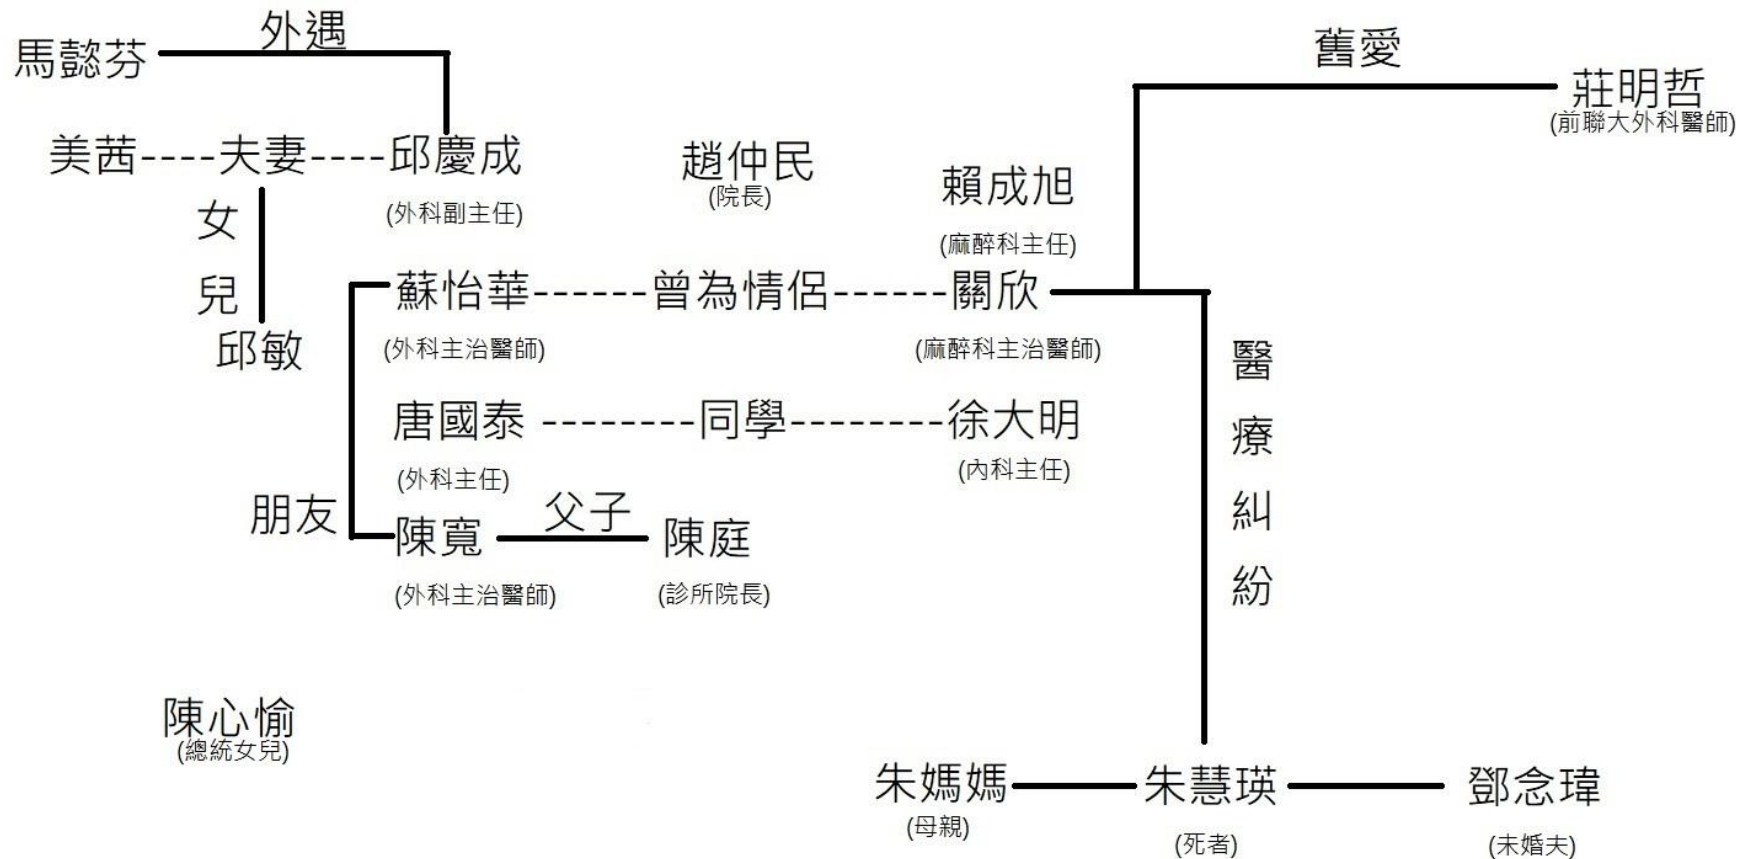 外遇
舊愛
馬懿芬
莊明哲
(前聯大外科醫師)
美茜----夫妻----邱慶成
(外科副主任)
趙仲民
(院長)
賴成旭
(麻醉科主任)
女兒
邱敏
蘇怡華------曾為情侶------關欣
(外科主治醫師)
(麻醉科主治醫師)
醫療糾紛
唐國泰--------同學--------徐大明
(外科主任)
(內科主任)
朋友
父子
陳寬
陳庭
(外科主治醫師)
(診所院長)
陳心愉
(總統女兒)
朱媽媽
(母親)
朱慧瑛
(死者)
鄧念瑋
(未婚夫)